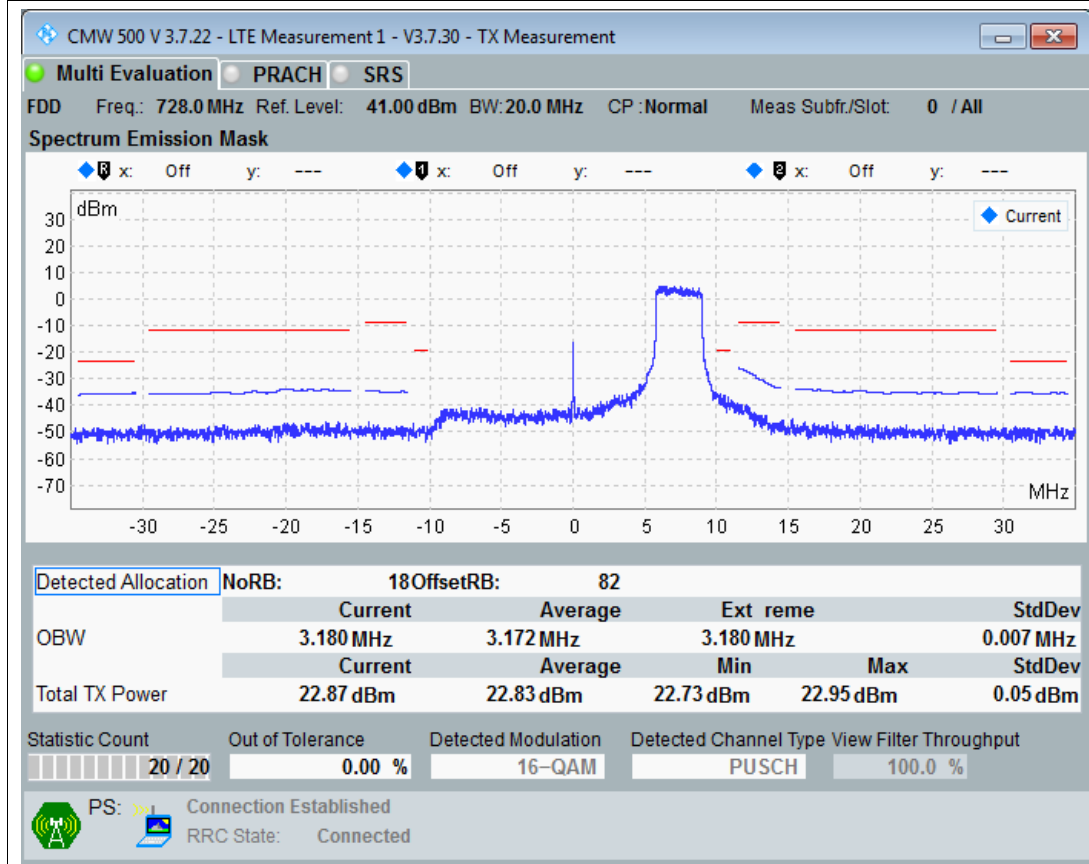 CMW 500 V 3.7.22 - LTE Measurement 1 - V3.7.30 - TX Measurement
Multi Evaluation PRACH SRS
FDD Freq.: 728.0 MHz Ref. Level: 41.00 dBm BW: 20.0 MHz CP : Normal Meas Subfr./Slot: 0 / All
Spectrum Emission Mask
R x: Off y: --- 1 x: Off y: --- 2 x: Off y: ---
dBm
Current
30
20
10
0
-10
-20
-30
-40
-50
-60
-70
MHz
-30 -25 -20 -15 -10 -5 0 5 10 15 20 25 30
Detected Allocation NoRB: 18 OffsetRB: 82
Current Average Ext reme StdDev
OBW 3.180 MHz 3.172 MHz 3.180 MHz 0.007 MHz
Current Average Min Max StdDev
Total TX Power 22.87 dBm 22.83 dBm 22.73 dBm 22.95 dBm 0.05 dBm
Statistic Count Out of Tolerance Detected Modulation Detected Channel Type View Filter Throughput
20 / 20 0.00 % 16-QAM PUSCH 100.0 %
PS: Connection Established
RRC State: Connected